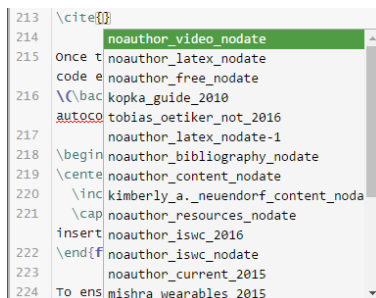 213 \cite{}
214 noauthor_video_nodate
215 Once t noauthor_latex_nodate
code e noauthor_free_nodate
216 \(\bac kopka_guide_2010
autoco tobias_oetiker_not_2016
217 noauthor_latex_nodate-1
218 \begin noauthor_bibliography_nodate
219 \cente noauthor_content_nodate
220 \inc kimberly_a._neuendorf_content_noda
221 \cap noauthor_resources_nodate
insert noauthor_iswc_2016
222 \end{f noauthor_iswc_nodate
223 noauthor_current_2015
224 To ens mishra_wearables_2015